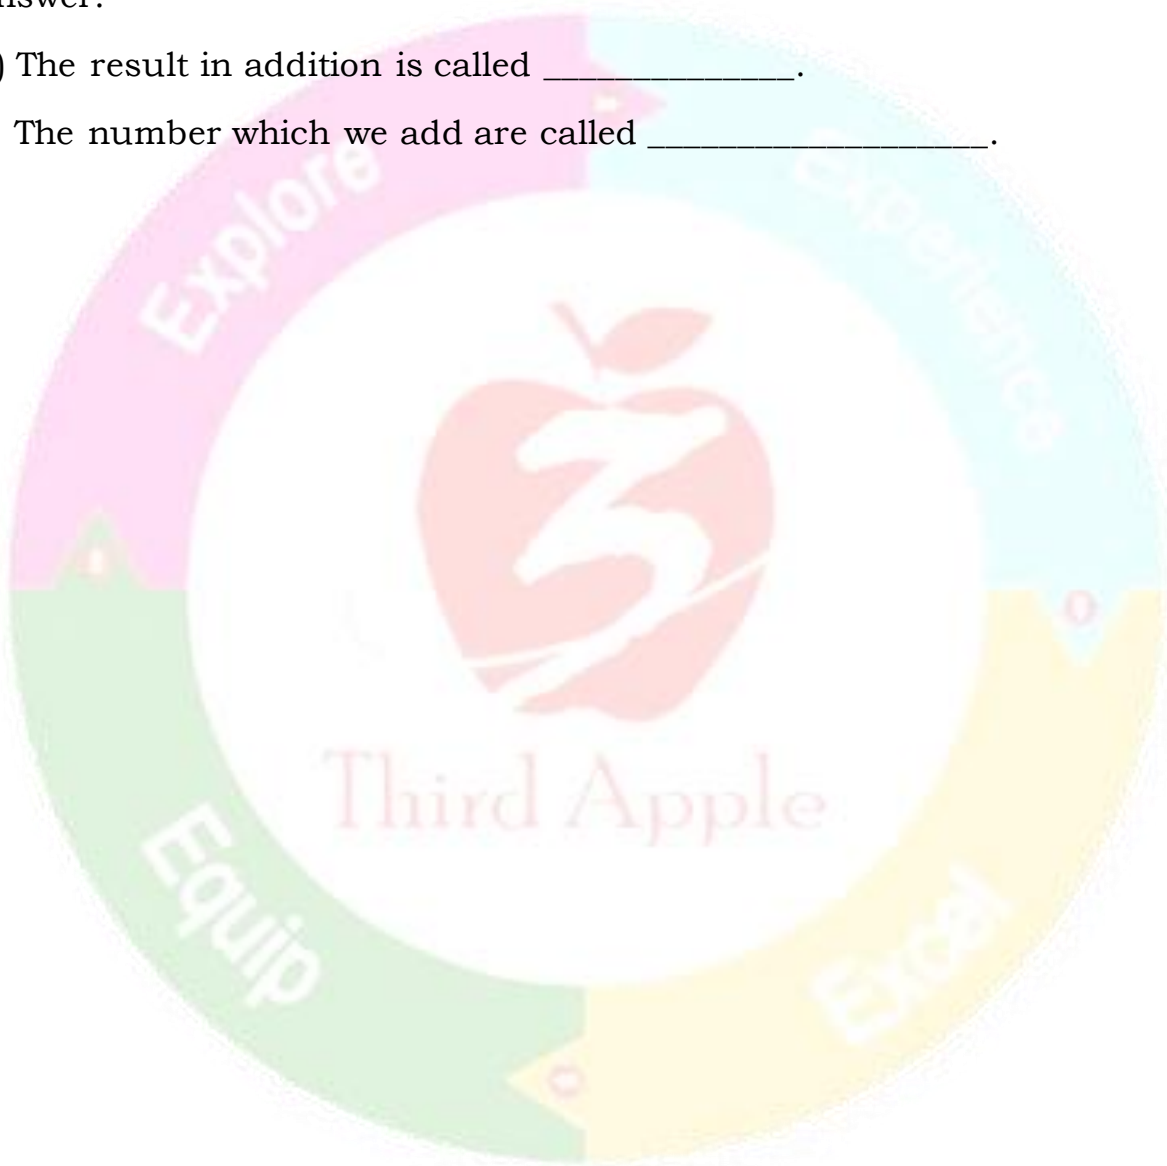 ) The result in addition is called ______________.
The number which we add are called ___________________.
Explore
Experience
Third Apple
Equip
Excel